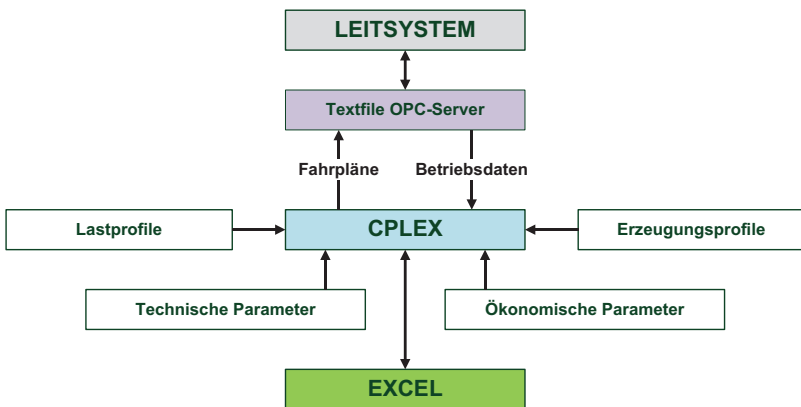 LEITSYSTEM
Textfile OPC-Server
Fahrpläne
Betriebsdaten
Lastprofile
CPLEX
Erzeugungsprofile
Technische Parameter
Ökonomische Parameter
EXCEL